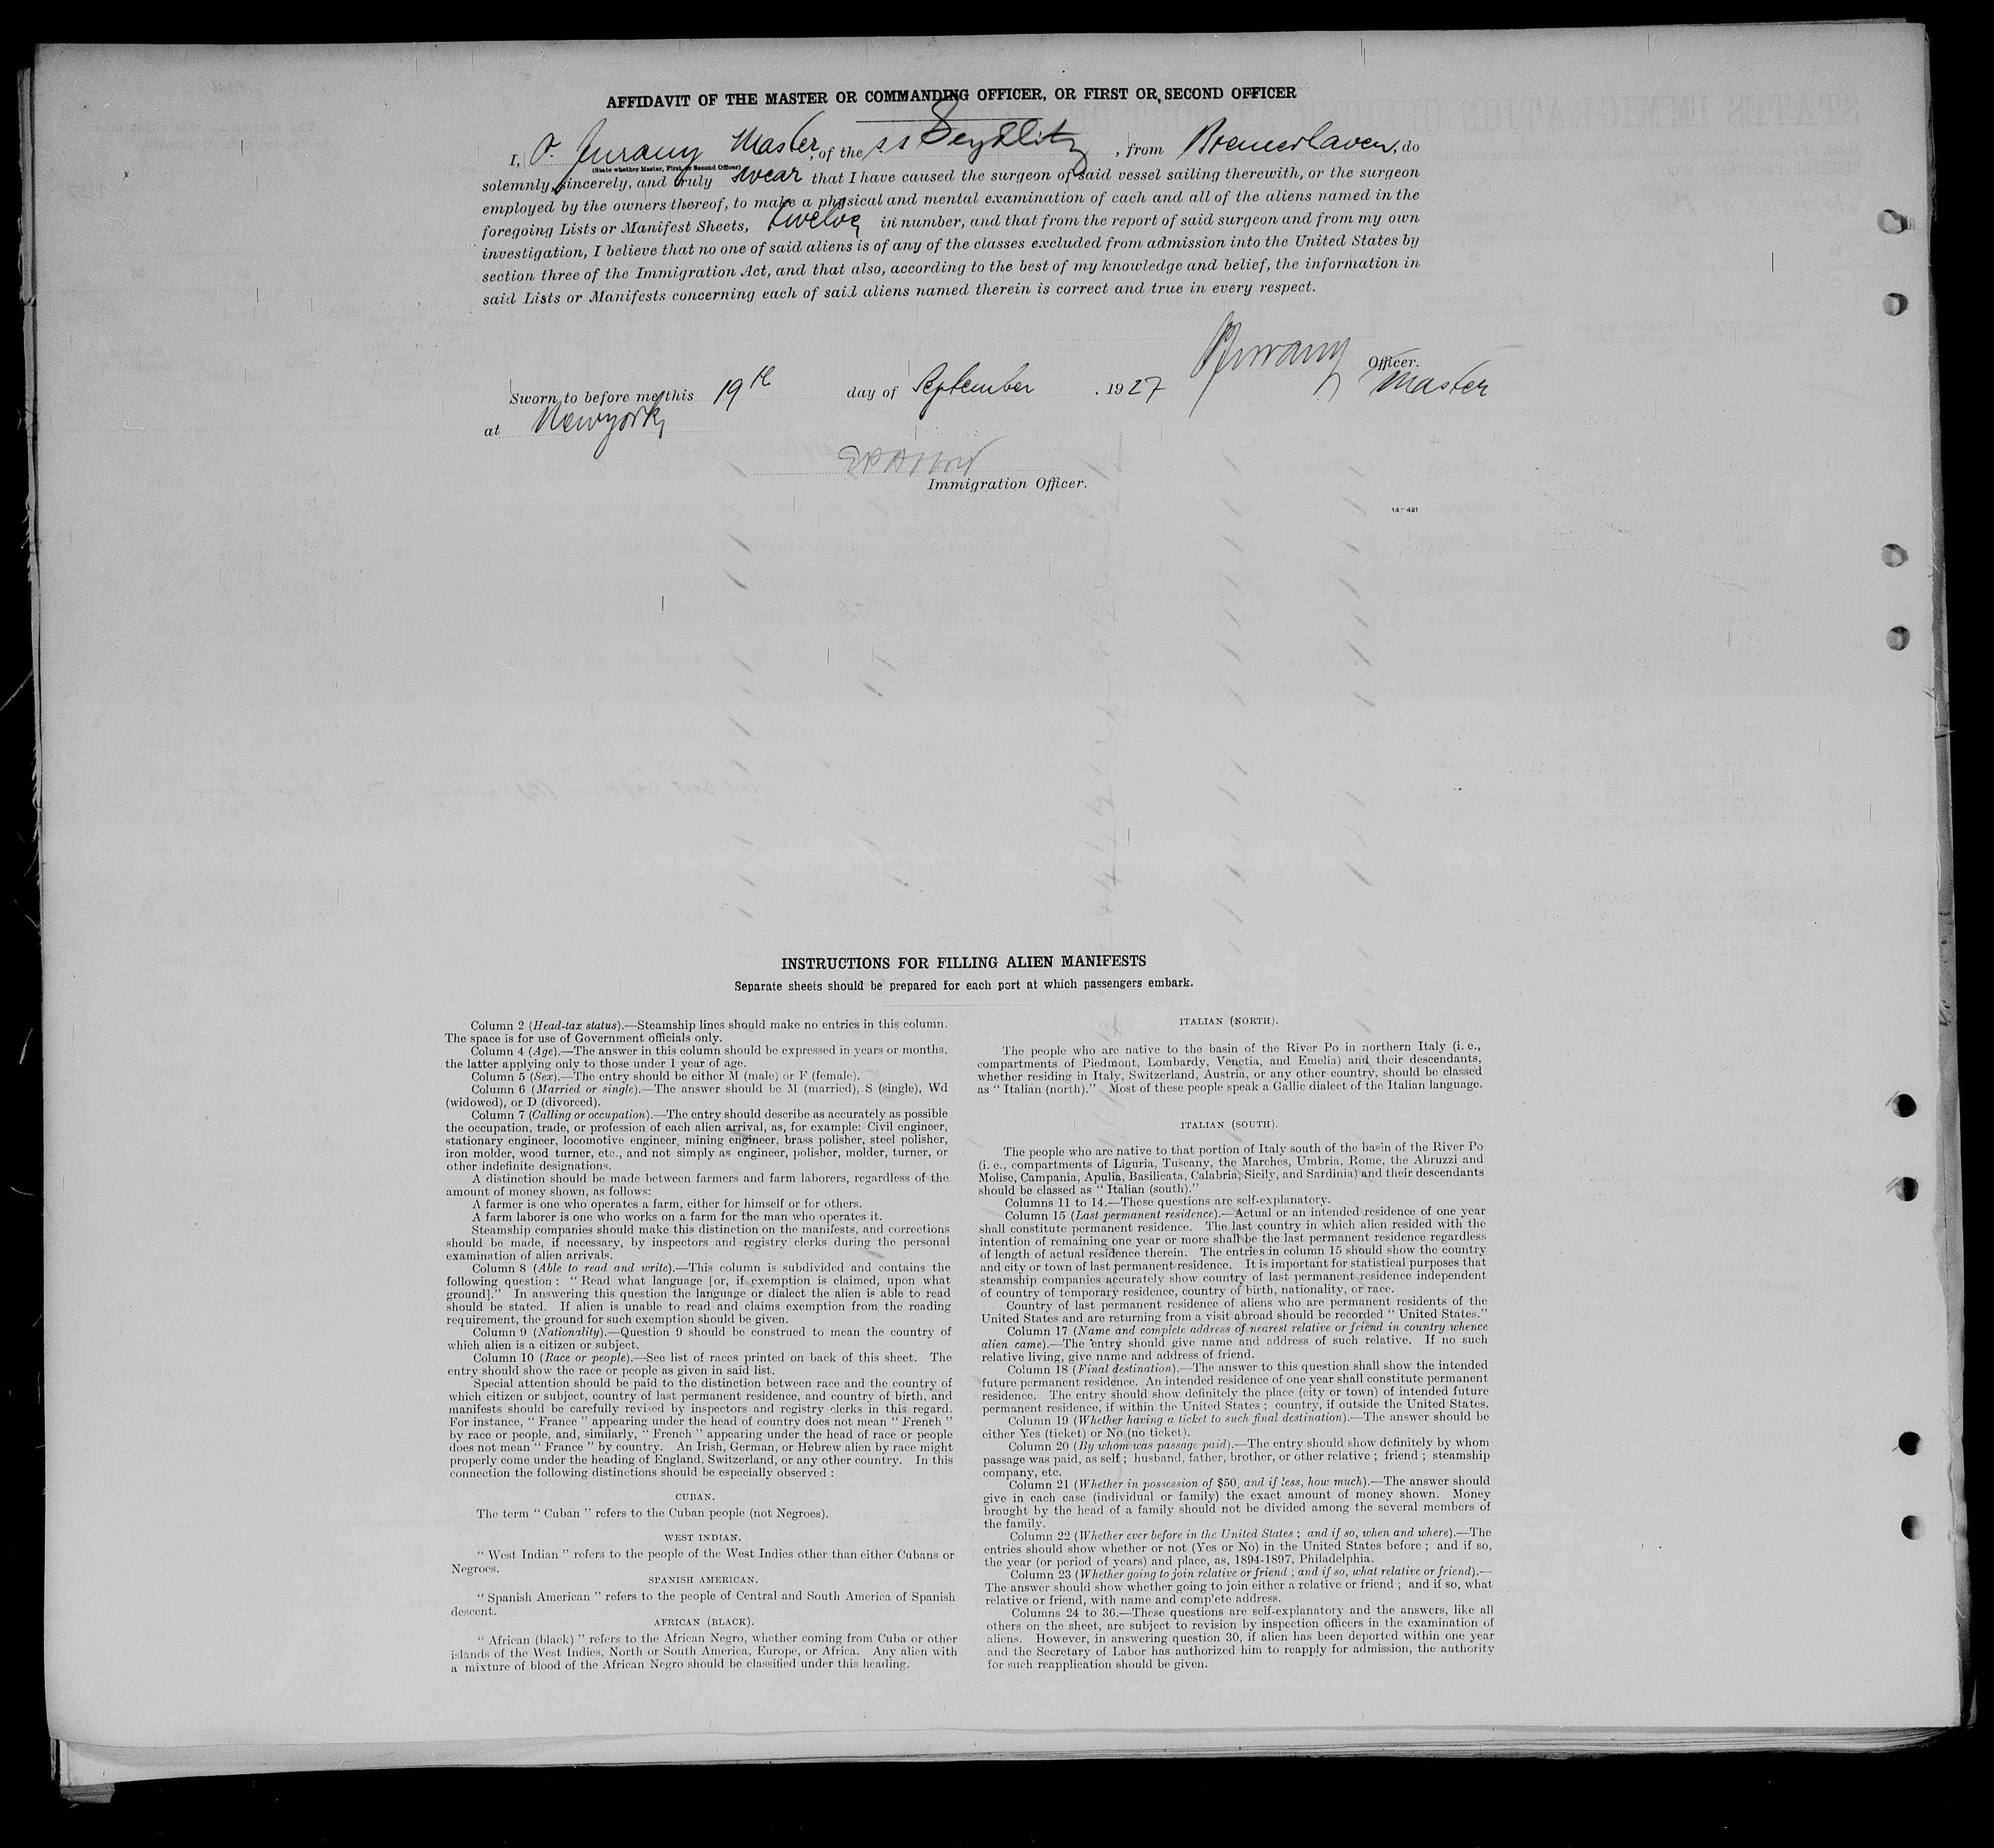 AFFIDAVIT OF THE MASTER OR COMMANDING OFFICER, OR FIRST OR SECOND OFFICER
I, O. Jurany Master, of the SS Seydlitz, from Bremerhaven, do
(State whether Master, First, or Second Officer)
solemnly, sincerely, and truly swear that I have caused the surgeon of said vessel sailing therewith, or the surgeon
employed by the owners thereof, to make a physical and mental examination of each and all of the aliens named in the
foregoing Lists or Manifest Sheets, twelve in number, and that from the report of said surgeon and from my own
investigation, I believe that no one of said aliens is of any of the classes excluded from admission into the United States by
section three of the Immigration Act, and that also, according to the best of my knowledge and belief, the information in
said Lists or Manifests concerning each of said aliens named therein is correct and true in every respect.
Jurany Officer.
Master
Sworn to before me this 19th day of September, 1927
at Newyork
Immigration Officer.
14-481
INSTRUCTIONS FOR FILLING ALIEN MANIFESTS
Separate sheets should be prepared for each port at which passengers embark.
Column 2 (Head-tax status).—Steamship lines should make no entries in this column.
The space is for use of Government officials only.
Column 4 (Age).—The answer in this column should be expressed in years or months,
the latter applying only to those under 1 year of age.
Column 5 (Sex).—The entry should be either M (male) or F (female).
Column 6 (Married or single).—The answer should be M (married), S (single), Wd
(widowed), or D (divorced).
Column 7 (Calling or occupation).—The entry should describe as accurately as possible
the occupation, trade, or profession of each alien arrival, as, for example: Civil engineer,
stationary engineer, locomotive engineer, mining engineer, brass polisher, steel polisher,
iron molder, wood turner, etc., and not simply as engineer, polisher, molder, turner, or
other indefinite designations.
A distinction should be made between farmers and farm laborers, regardless of the
amount of money shown, as follows:
A farmer is one who operates a farm, either for himself or for others.
A farm laborer is one who works on a farm for the man who operates it.
Steamship companies should make this distinction on the manifests, and corrections
should be made, if necessary, by inspectors and registry clerks during the personal
examination of alien arrivals.
Column 8 (Able to read and write).—This column is subdivided and contains the
following question: "Read what language [or, if exemption is claimed, upon what
ground]." In answering this question the language or dialect the alien is able to read
should be stated. If alien is unable to read and claims exemption from the reading
requirement, the ground for such exemption should be given.
Column 9 (Nationality).—Question 9 should be construed to mean the country of
which alien is a citizen or subject.
Column 10 (Race or people).—See list of races printed on back of this sheet. The
entry should show the race or people as given in said list.
Special attention should be paid to the distinction between race and the country of
which citizen or subject, country of last permanent residence, and country of birth, and
manifests should be carefully revised by inspectors and registry clerks in this regard.
For instance, "France" appearing under the head of country does not mean "French"
by race or people, and, similarly, "French" appearing under the head of race or people
does not mean "France" by country. An Irish, German, or Hebrew alien by race might
properly come under the heading of England, Switzerland, or any other country. In this
connection the following distinctions should be especially observed:
CUBAN.
The term "Cuban" refers to the Cuban people (not Negroes).
WEST INDIAN.
"West Indian" refers to the people of the West Indies other than either Cubans or
Negroes.
SPANISH AMERICAN.
"Spanish American" refers to the people of Central and South America of Spanish
descent.
AFRICAN (BLACK).
"African (black)" refers to the African Negro, whether coming from Cuba or other
islands of the West Indies, North or South America, Europe, or Africa. Any alien with
a mixture of blood of the African Negro should be classified under this heading.
ITALIAN (NORTH).
The people who are native to the basin of the River Po in northern Italy (i. e.,
compartments of Piedmont, Lombardy, Venetia, and Emelia) and their descendants,
whether residing in Italy, Switzerland, Austria, or any other country, should be classed
as "Italian (north)." Most of these people speak a Gallic dialect of the Italian language.
ITALIAN (SOUTH).
The people who are native to that portion of Italy south of the basin of the River Po
(i. e., compartments of Liguria, Tuscany, the Marches, Umbria, Rome, the Abruzzi and
Molise, Campania, Apulia, Basilicata, Calabria, Sicily, and Sardinia) and their descendants
should be classed as "Italian (south)."
Columns 11 to 14.—These questions are self-explanatory.
Column 15 (Last permanent residence).—Actual or an intended residence of one year
shall constitute permanent residence. The last country in which alien resided with the
intention of remaining one year or more shall be the last permanent residence regardless
of length of actual residence therein. The entries in column 15 should show the country
and city or town of last permanent residence. It is important for statistical purposes that
steamship companies accurately show country of last permanent residence independent
of country of temporary residence, country of birth, nationality, or race.
Country of last permanent residence of aliens who are permanent residents of the
United States and are returning from a visit abroad should be recorded "United States."
Column 17 (Name and complete address of nearest relative or friend in country whence
alien came).—The entry should give name and address of such relative. If no such
relative living, give name and address of friend.
Column 18 (Final destination).—The answer to this question shall show the intended
future permanent residence. An intended residence of one year shall constitute permanent
residence. The entry should show definitely the place (city or town) of intended future
permanent residence, if within the United States; country, if outside the United States.
Column 19 (Whether having a ticket to such final destination).—The answer should be
either Yes (ticket) or No (no ticket).
Column 20 (By whom was passage paid).—The entry should show definitely by whom
passage was paid, as self; husband, father, brother, or other relative; friend; steamship
company, etc.
Column 21 (Whether in possession of $50, and if less, how much).—The answer should
give in each case (individual or family) the exact amount of money shown. Money
brought by the head of a family should not be divided among the several members of
the family.
Column 22 (Whether ever before in the United States; and if so, when and where).—The
entries should show whether or not (Yes or No) in the United States before; and if so,
the year (or period of years) and place, as, 1894-1897, Philadelphia.
Column 23 (Whether going to join relative or friend; and if so, what relative or friend).—
The answer should show whether going to join either a relative or friend; and if so, what
relative or friend, with name and complete address.
Columns 24 to 36.—These questions are self-explanatory and the answers, like all
others on the sheet, are subject to revision by inspection officers in the examination of
aliens. However, in answering question 30, if alien has been deported within one year
and the Secretary of Labor has authorized him to reapply for admission, the authority
for such reapplication should be given.